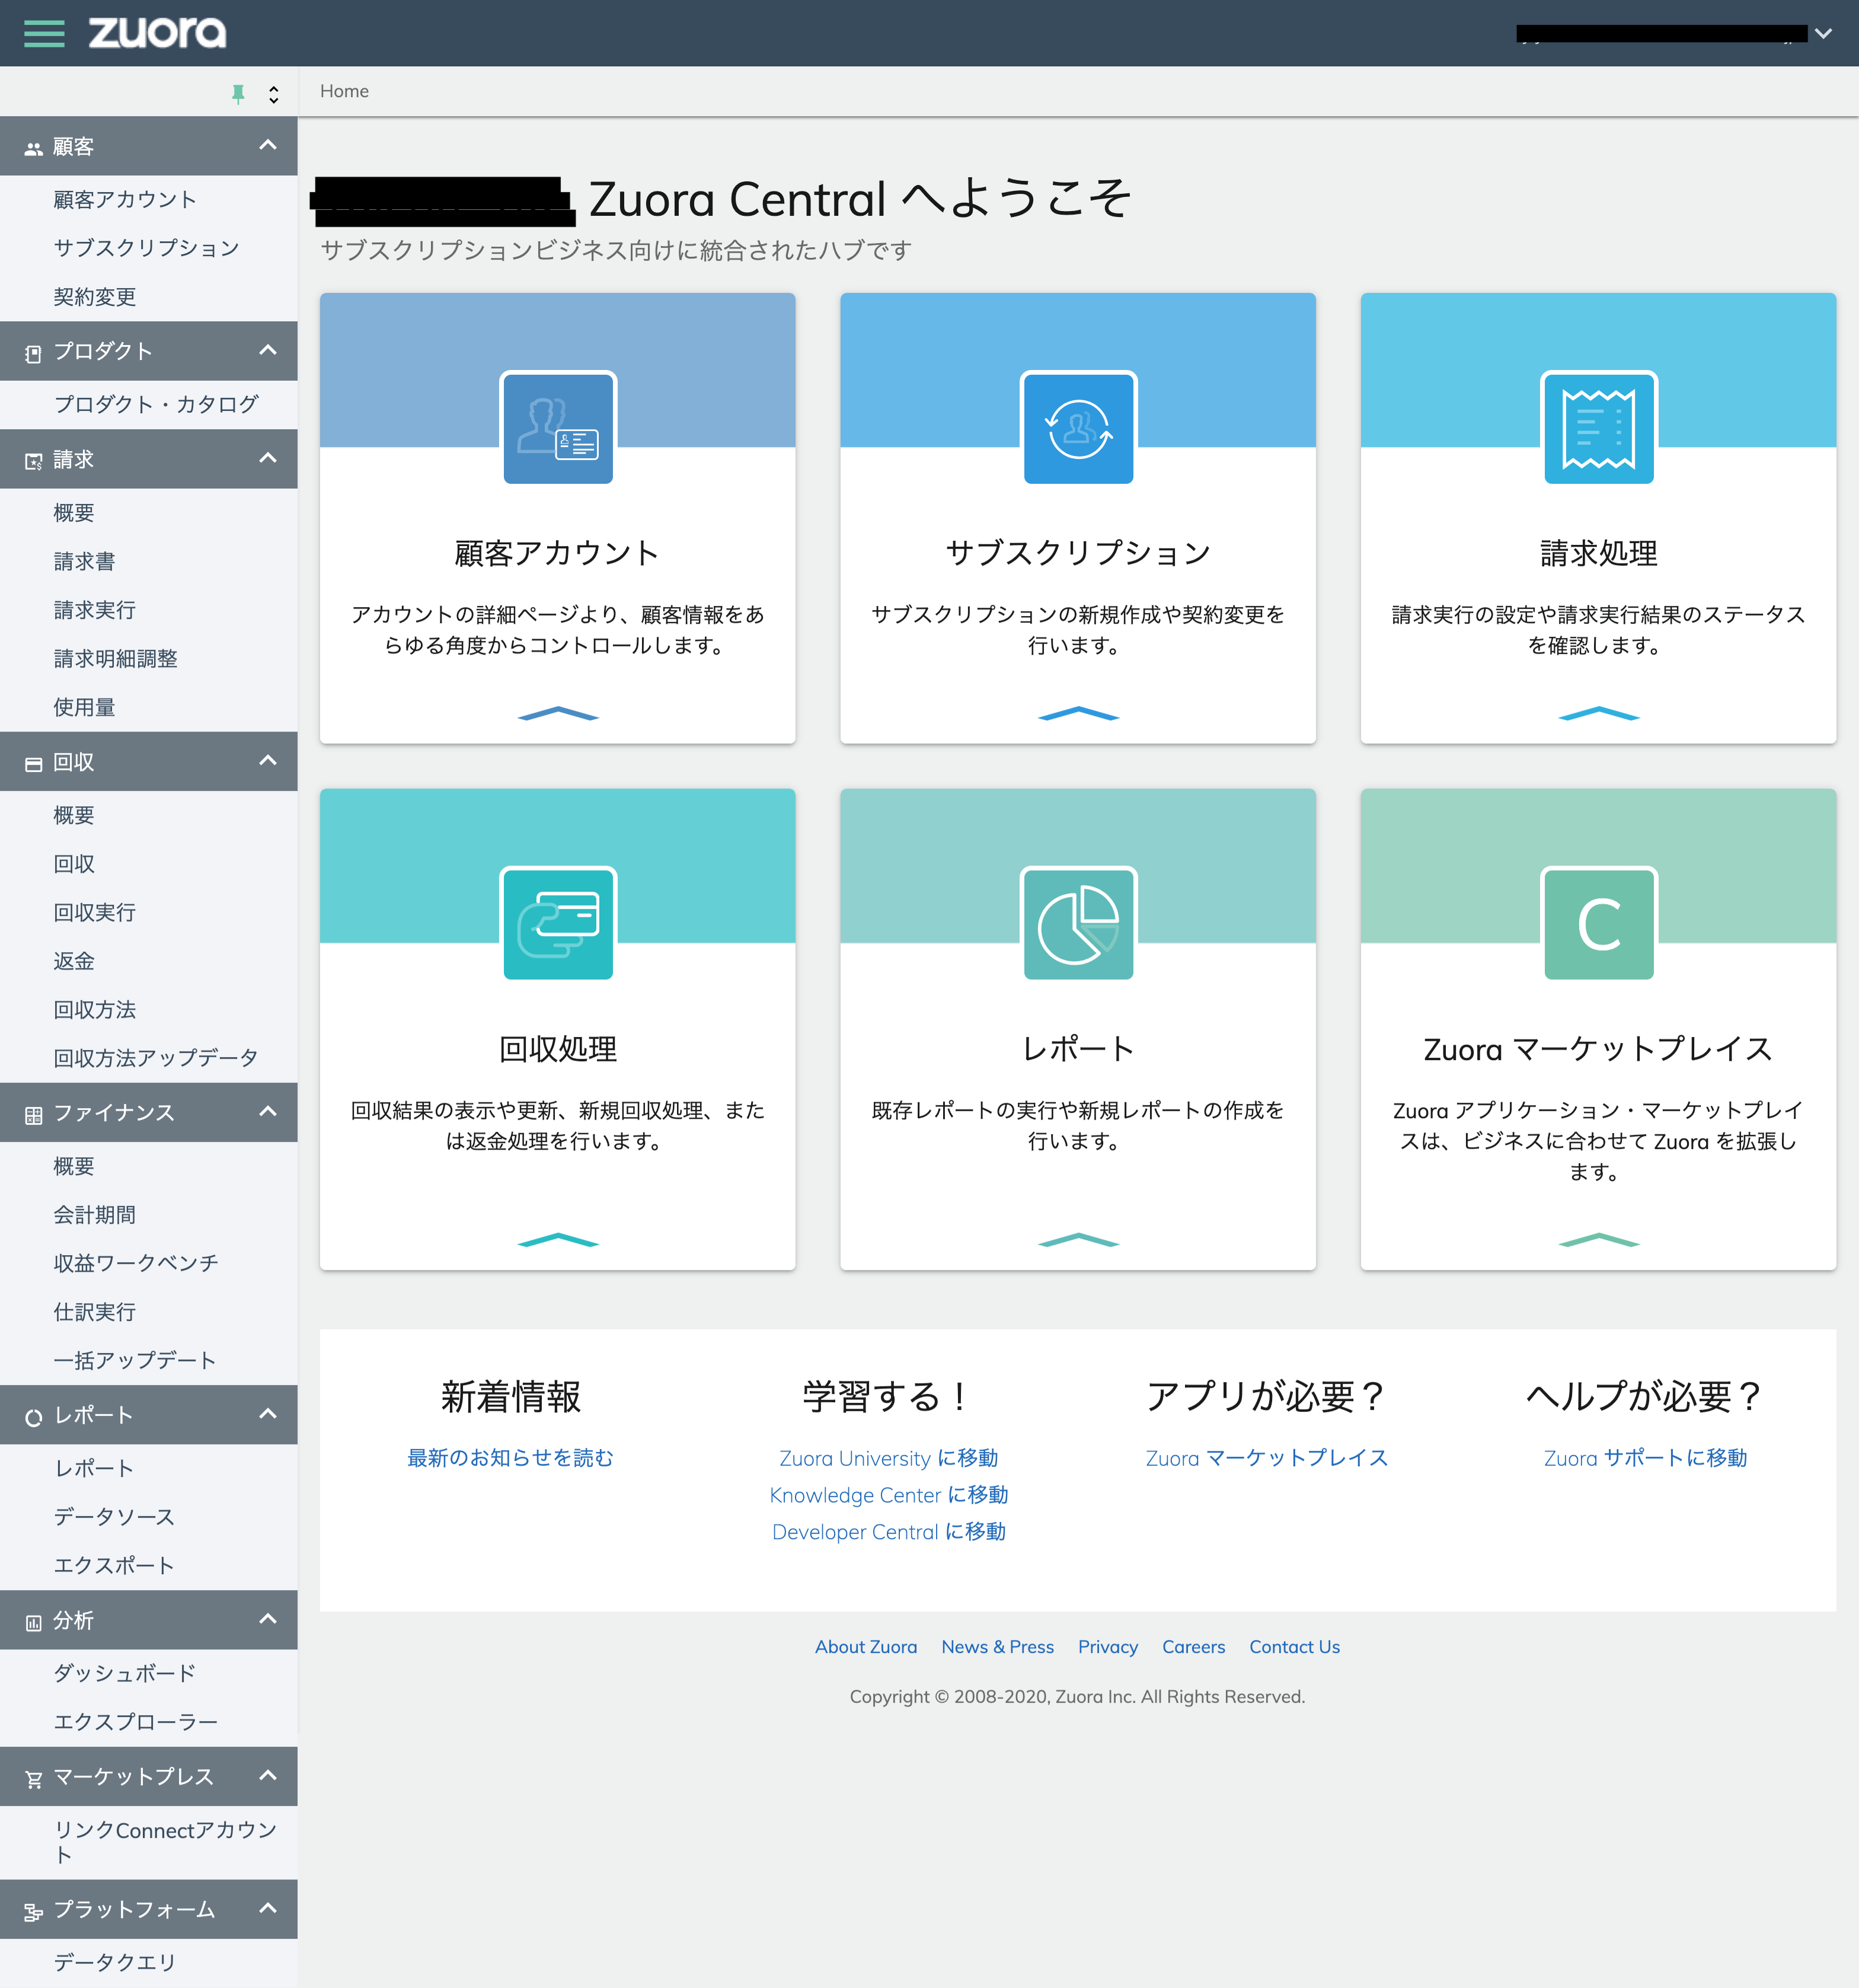 zuora
Home
顧客
顧客アカウント
サブスクリプション
契約変更
プロダクト
プロダクト・カタログ
請求
概要
請求書
請求実行
請求明細調整
使用量
回収
概要
回収
回収実行
返金
回収方法
回収方法アップデータ
ファイナンス
概要
会計期間
収益ワークベンチ
仕訳実行
一括アップデート
レポート
レポート
データソース
エクスポート
分析
ダッシュボード
エクスプローラー
マーケットプレス
リンクConnectアカウン
ト
プラットフォーム
データクエリ
Zuora Central へようこそ
サブスクリプションビジネス向けに統合されたハブです
顧客アカウント
アカウントの詳細ページより、顧客情報をあ
らゆる角度からコントロールします。
サブスクリプション
サブスクリプションの新規作成や契約変更を
行います。
請求処理
請求実行の設定や請求実行結果のステータス
を確認します。
回収処理
回収結果の表示や更新、新規回収処理、また
は返金処理を行います。
レポート
既存レポートの実行や新規レポートの作成を
行います。
C
Zuora マーケットプレイス
Zuora アプリケーション・マーケットプレイ
スは、ビジネスに合わせて Zuora を拡張し
ます。
新着情報
最新のお知らせを読む
学習する！
Zuora University に移動
Knowledge Center に移動
Developer Central に移動
アプリが必要？
Zuora マーケットプレイス
ヘルプが必要？
Zuora サポートに移動
About Zuora News & Press Privacy Careers Contact Us
Copyright © 2008-2020, Zuora Inc. All Rights Reserved.